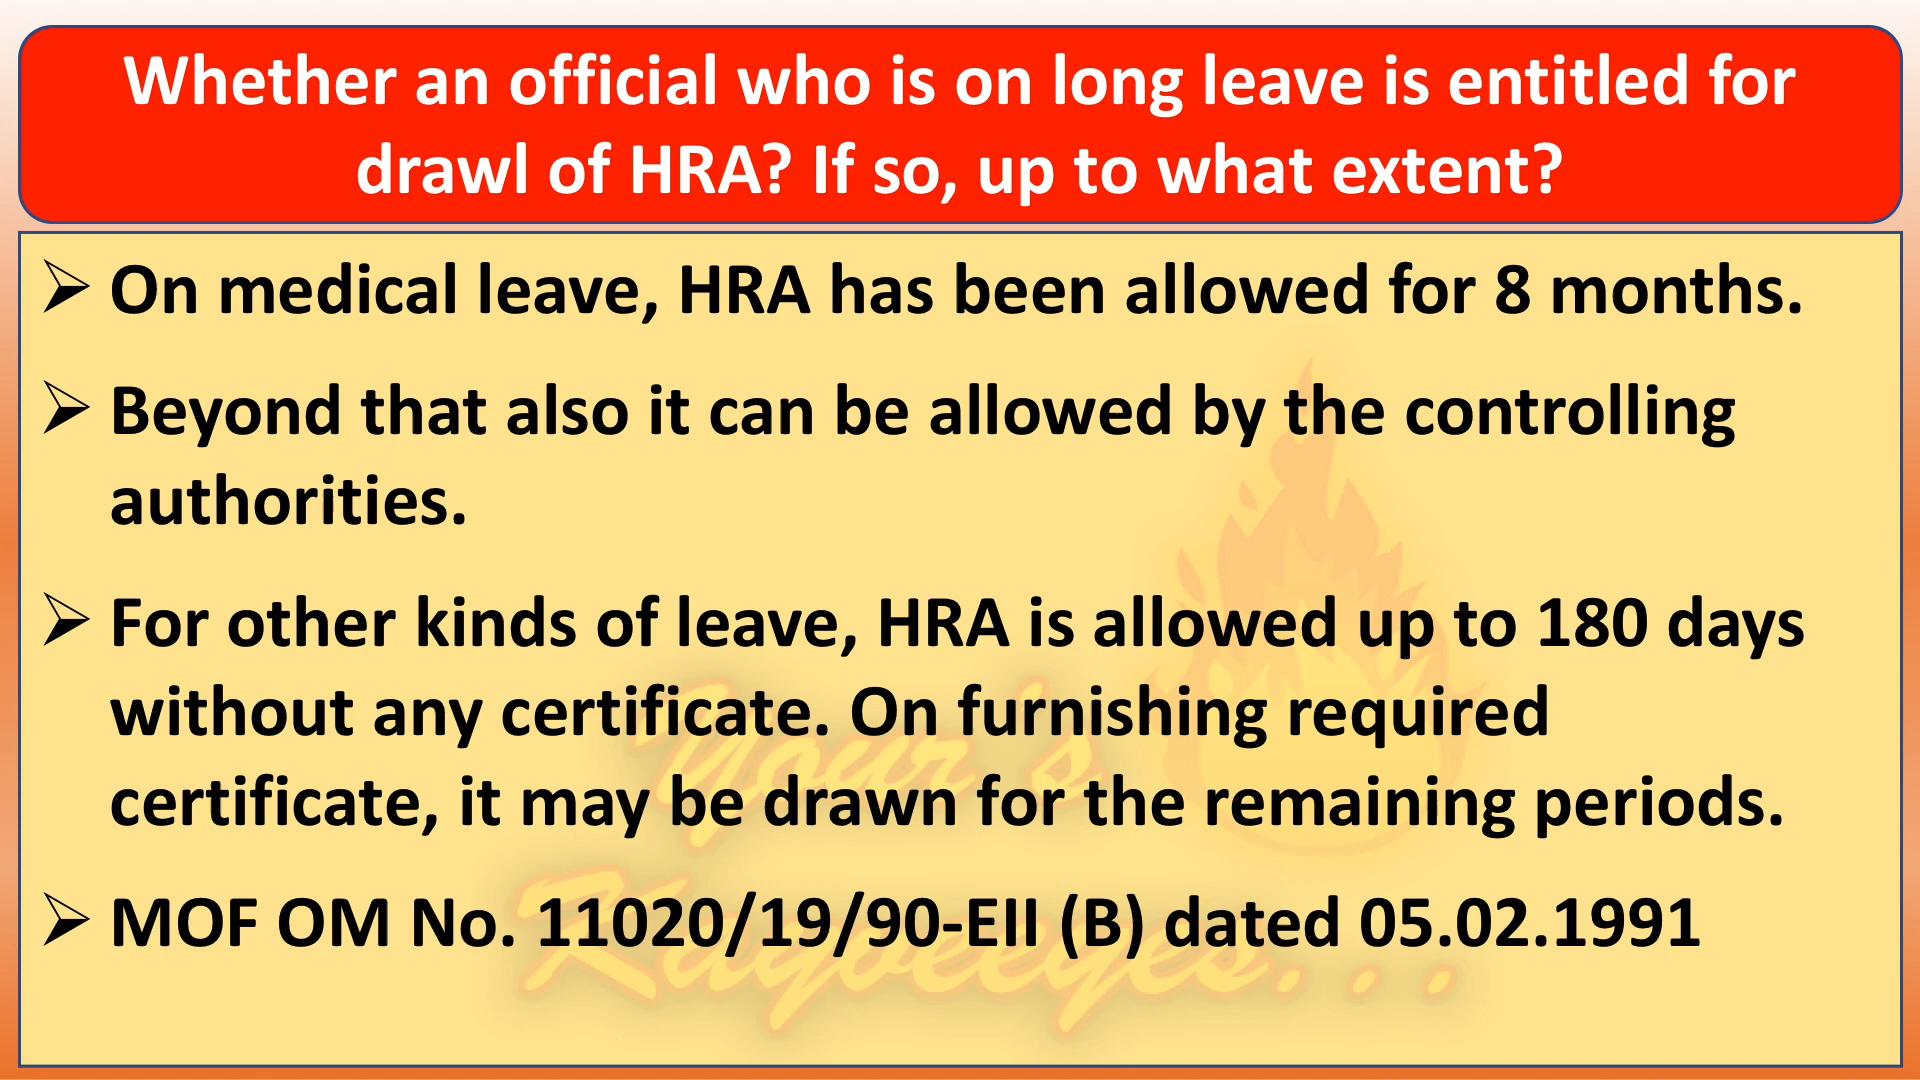 Whether an official who is on long leave is entitled for
drawl of HRA? If so, up to what extent?
On medical leave, HRA has been allowed for 8 months.
Beyond that also it can be allowed by the controlling
authorities.
For other kinds of leave, HRA is allowed up to 180 days
without any certificate. On furnishing required
certificate, it may be drawn for the remaining periods.
MOF OM No. 11020/19/90-EII (B) dated 05.02.1991
Your's
Kayveeyes...